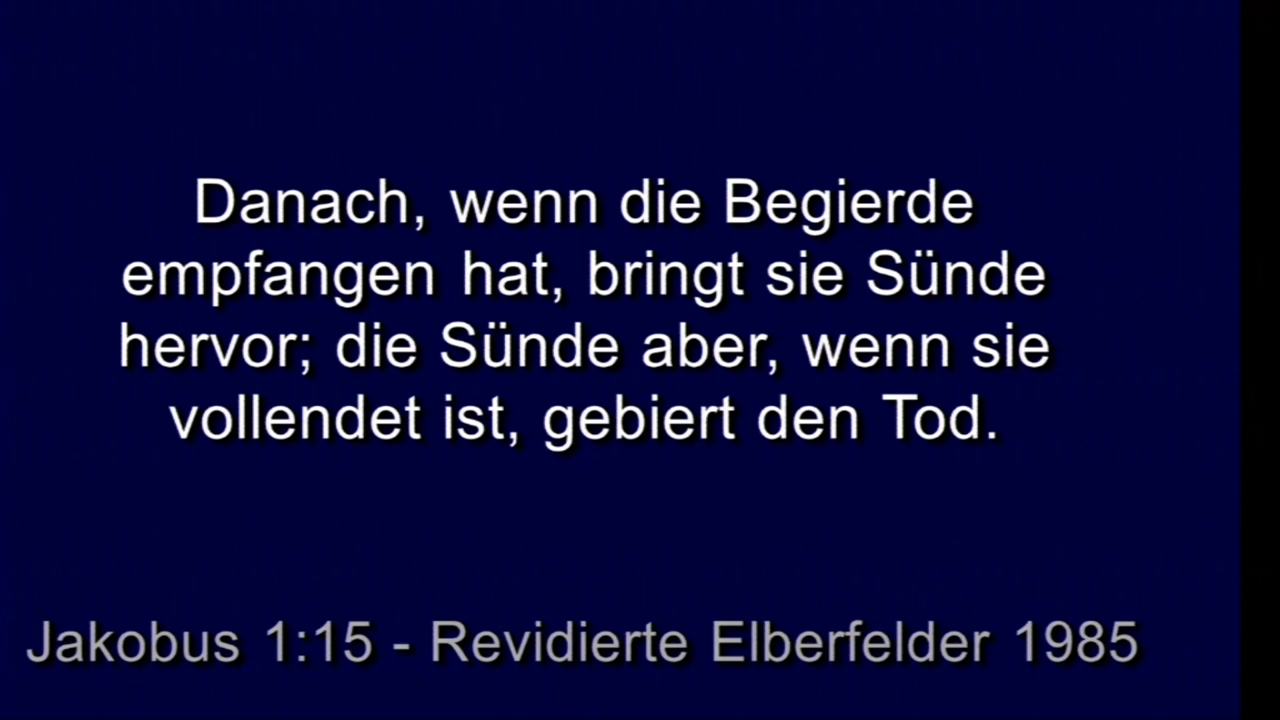 Danach, wenn die Begierde
empfangen hat, bringt sie Sünde
hervor; die Sünde aber, wenn sie
vollendet ist, gebiert den Tod.
Jakobus 1:15 - Revidierte Elberfelder 1985